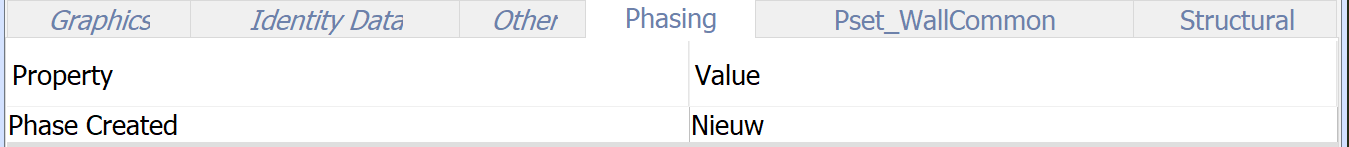 Graphics Identity Data Other Phasing Pset_WallCommon Structural
Property Value
Phase Created Nieuw